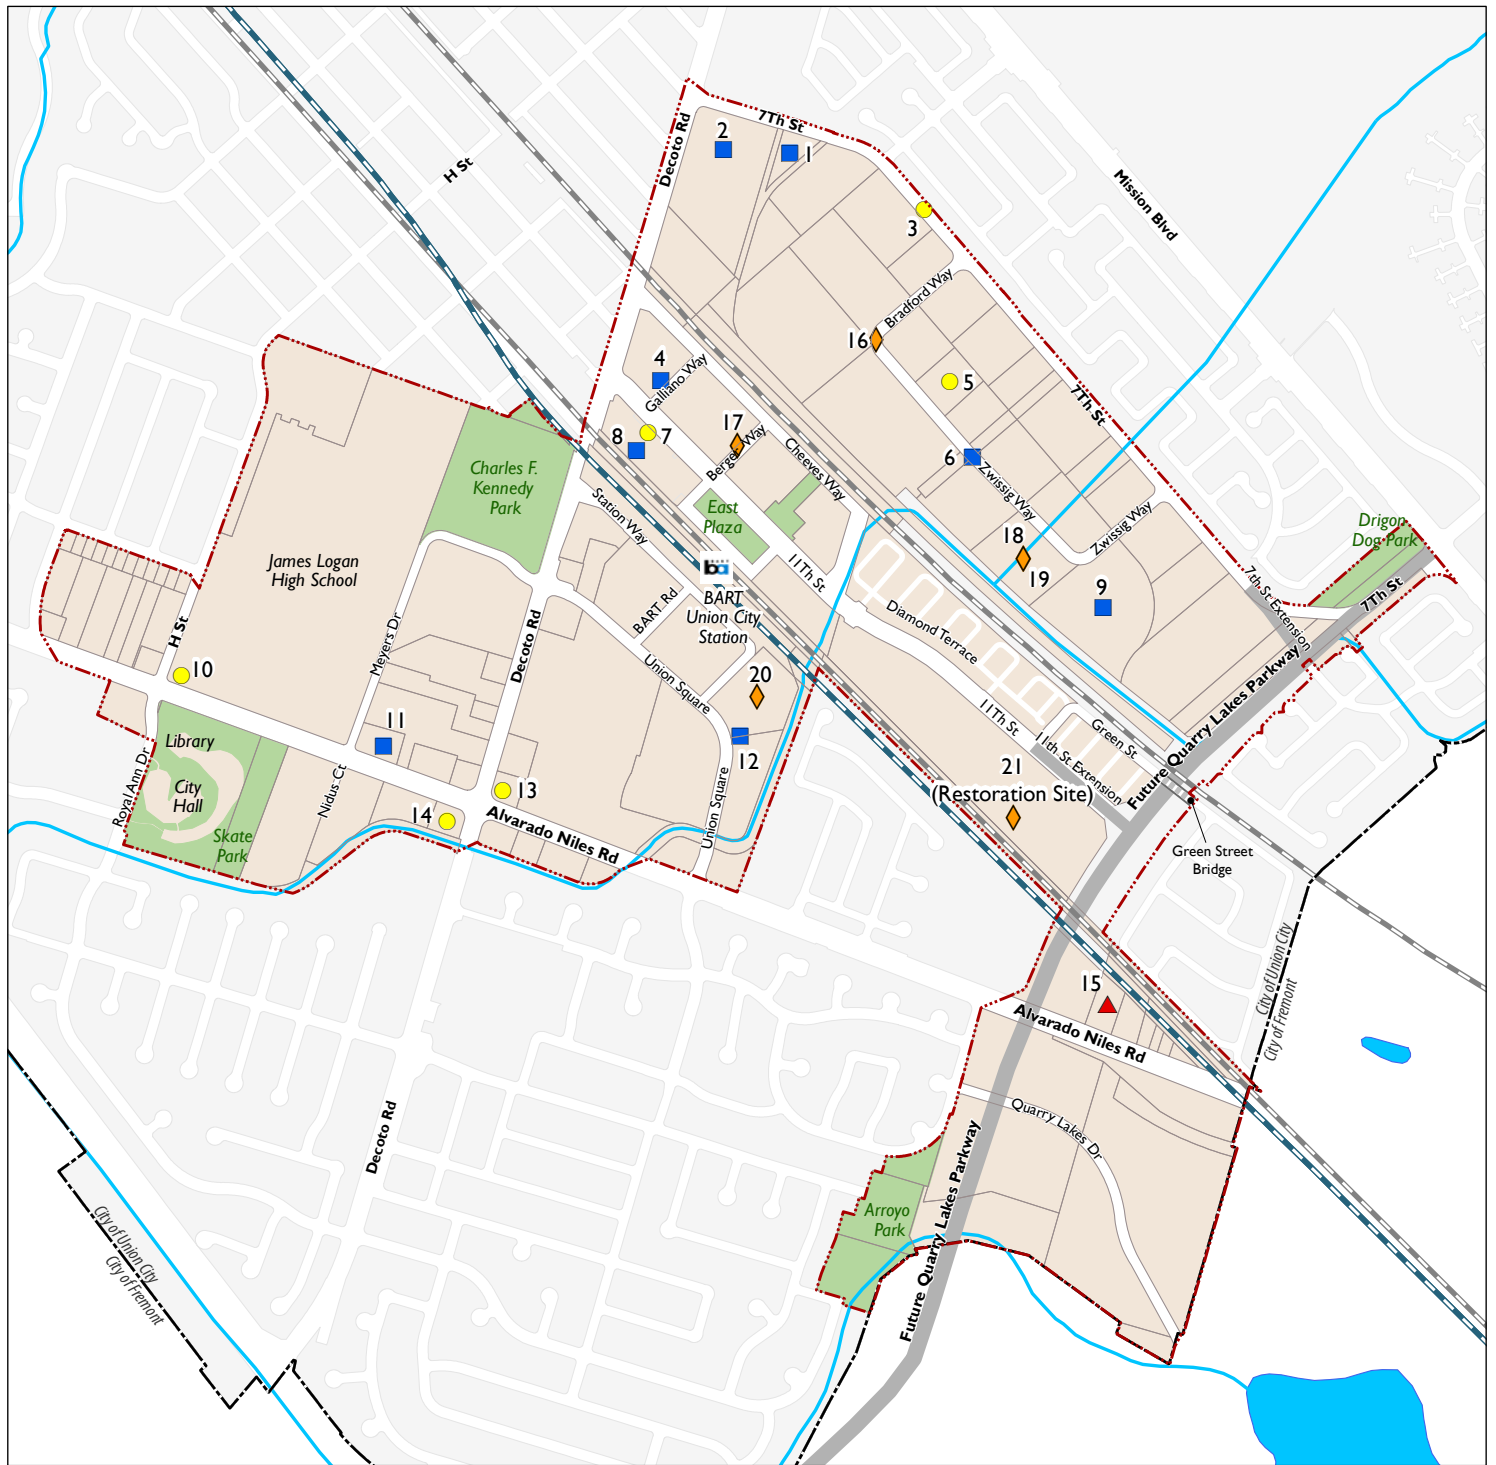 7Th St
2
1
Decoto Rd
H St
3
Mission Blvd
Bradford Way
16
4
Galliano Way
5
7Th St
17
8
7
Berger Way
Cheeves Way
6
Zwissig Way
Charles F.
Kennedy
Park
Station Way
East
Plaza
Zwissig Way
Drigon
Dog Park
18
19
11Th St
James Logan
High School
ba
BART
Union City
Station
BART Rd
9
7th St Extension
7Th St
Diamond Terrace
H St
Meyers Dr
Decoto Rd
10
Union Square
20
11Th St
Green St
Future Quarry Lakes Parkway
11
12
11th St Extension
Library
Royal Ann Dr
City
Hall
Nidus Ct
13
21
(Restoration Site)
14
Alvarado Niles Rd
Union Square
Skate
Park
Green Street
Bridge
City of Union City
City of Fremont
15
Alvarado Niles Rd
Quarry Lakes Dr
Decoto Rd
Future Quarry Lakes Parkway
Arroyo
Park
City of Union City
City of Fremont